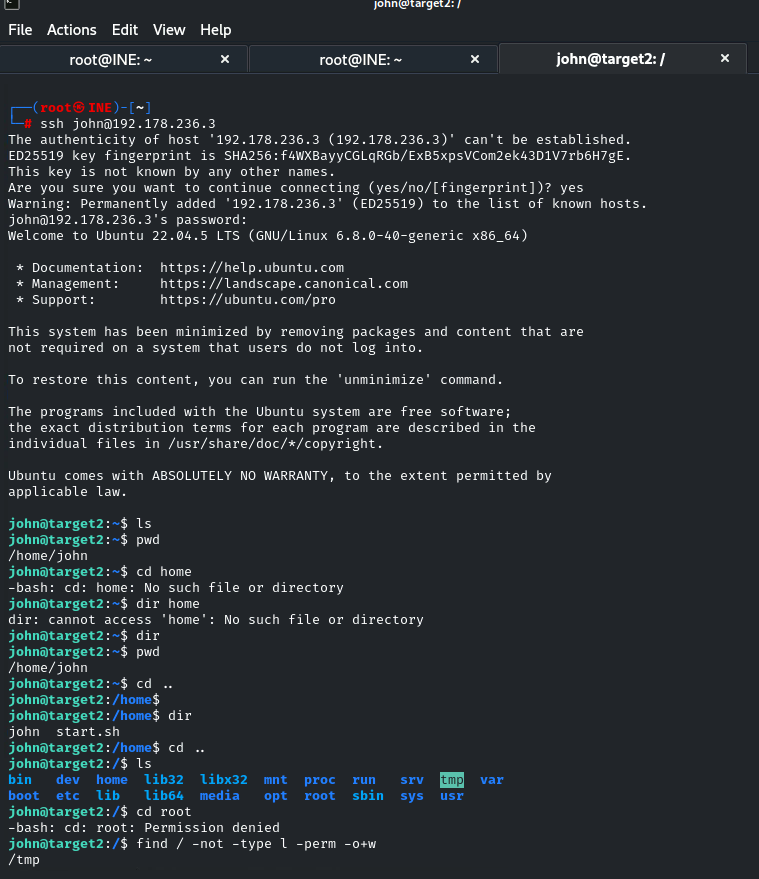 john@target2: /
File Actions Edit View Help
root@INE: ~ × root@INE: ~ × john@target2: / ×
┌──(root㉿INE)-[~]
└─# ssh john@192.178.236.3
The authenticity of host '192.178.236.3 (192.178.236.3)' can't be established.
ED25519 key fingerprint is SHA256:f4WXBayyCGLqRGb/ExB5xpsVCom2ek43D1V7rb6H7gE.
This key is not known by any other names.
Are you sure you want to continue connecting (yes/no/[fingerprint])? yes
Warning: Permanently added '192.178.236.3' (ED25519) to the list of known hosts.
john@192.178.236.3's password:
Welcome to Ubuntu 22.04.5 LTS (GNU/Linux 6.8.0-40-generic x86_64)
* Documentation: https://help.ubuntu.com
* Management: https://landscape.canonical.com
* Support: https://ubuntu.com/pro
This system has been minimized by removing packages and content that are
not required on a system that users do not log into.
To restore this content, you can run the 'unminimize' command.
The programs included with the Ubuntu system are free software;
the exact distribution terms for each program are described in the
individual files in /usr/share/doc/*/copyright.
Ubuntu comes with ABSOLUTELY NO WARRANTY, to the extent permitted by
applicable law.
john@target2:~$ ls
john@target2:~$ pwd
/home/john
john@target2:~$ cd home
-bash: cd: home: No such file or directory
john@target2:~$ dir home
dir: cannot access 'home': No such file or directory
john@target2:~$ dir
john@target2:~$ pwd
/home/john
john@target2:~$ cd ..
john@target2:/home$
john@target2:/home$ dir
john start.sh
john@target2:/home$ cd ..
john@target2:/$ ls
bin dev home lib32 libx32 mnt proc run srv tmp var
boot etc lib lib64 media opt root sbin sys usr
john@target2:/$ cd root
-bash: cd: root: Permission denied
john@target2:/$ find / -not -type l -perm -o+w
/tmp